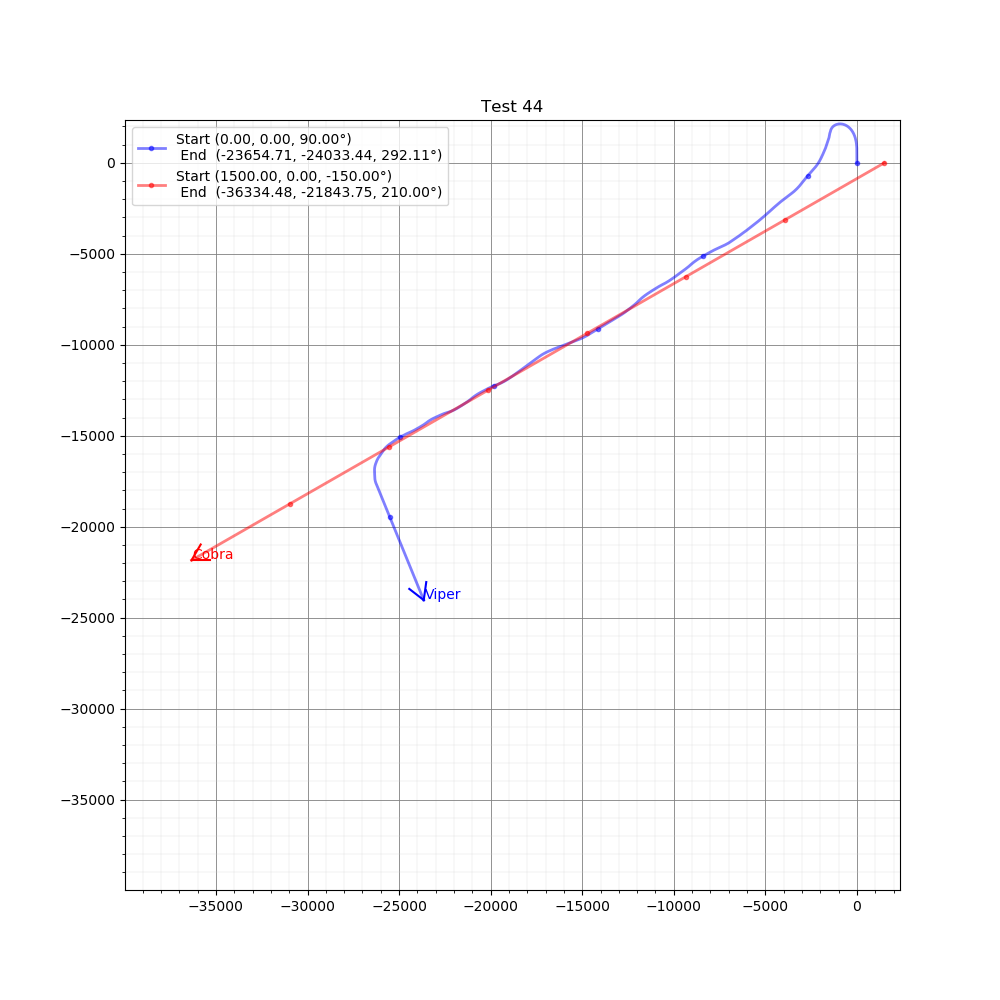 Test 44
Start (0.00, 0.00, 90.00°)
End  (-23654.71, -24033.44, 292.11°)
Start (1500.00, 0.00, -150.00°)
End  (-36334.48, -21843.75, 210.00°)
0
−5000
−10000
−15000
−20000
−25000
−30000
−35000
Cobra
Viper
−35000 −30000 −25000 −20000 −15000 −10000 −5000 0